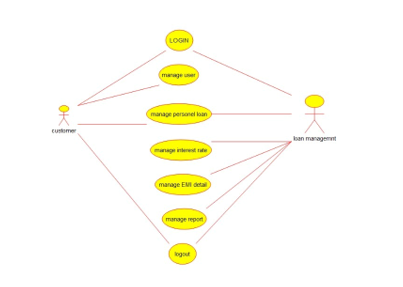 LOGIN
manage user
manage personel loan
customer
loan managemnt
manage interest rate
manage EMI detail
manage report
logout